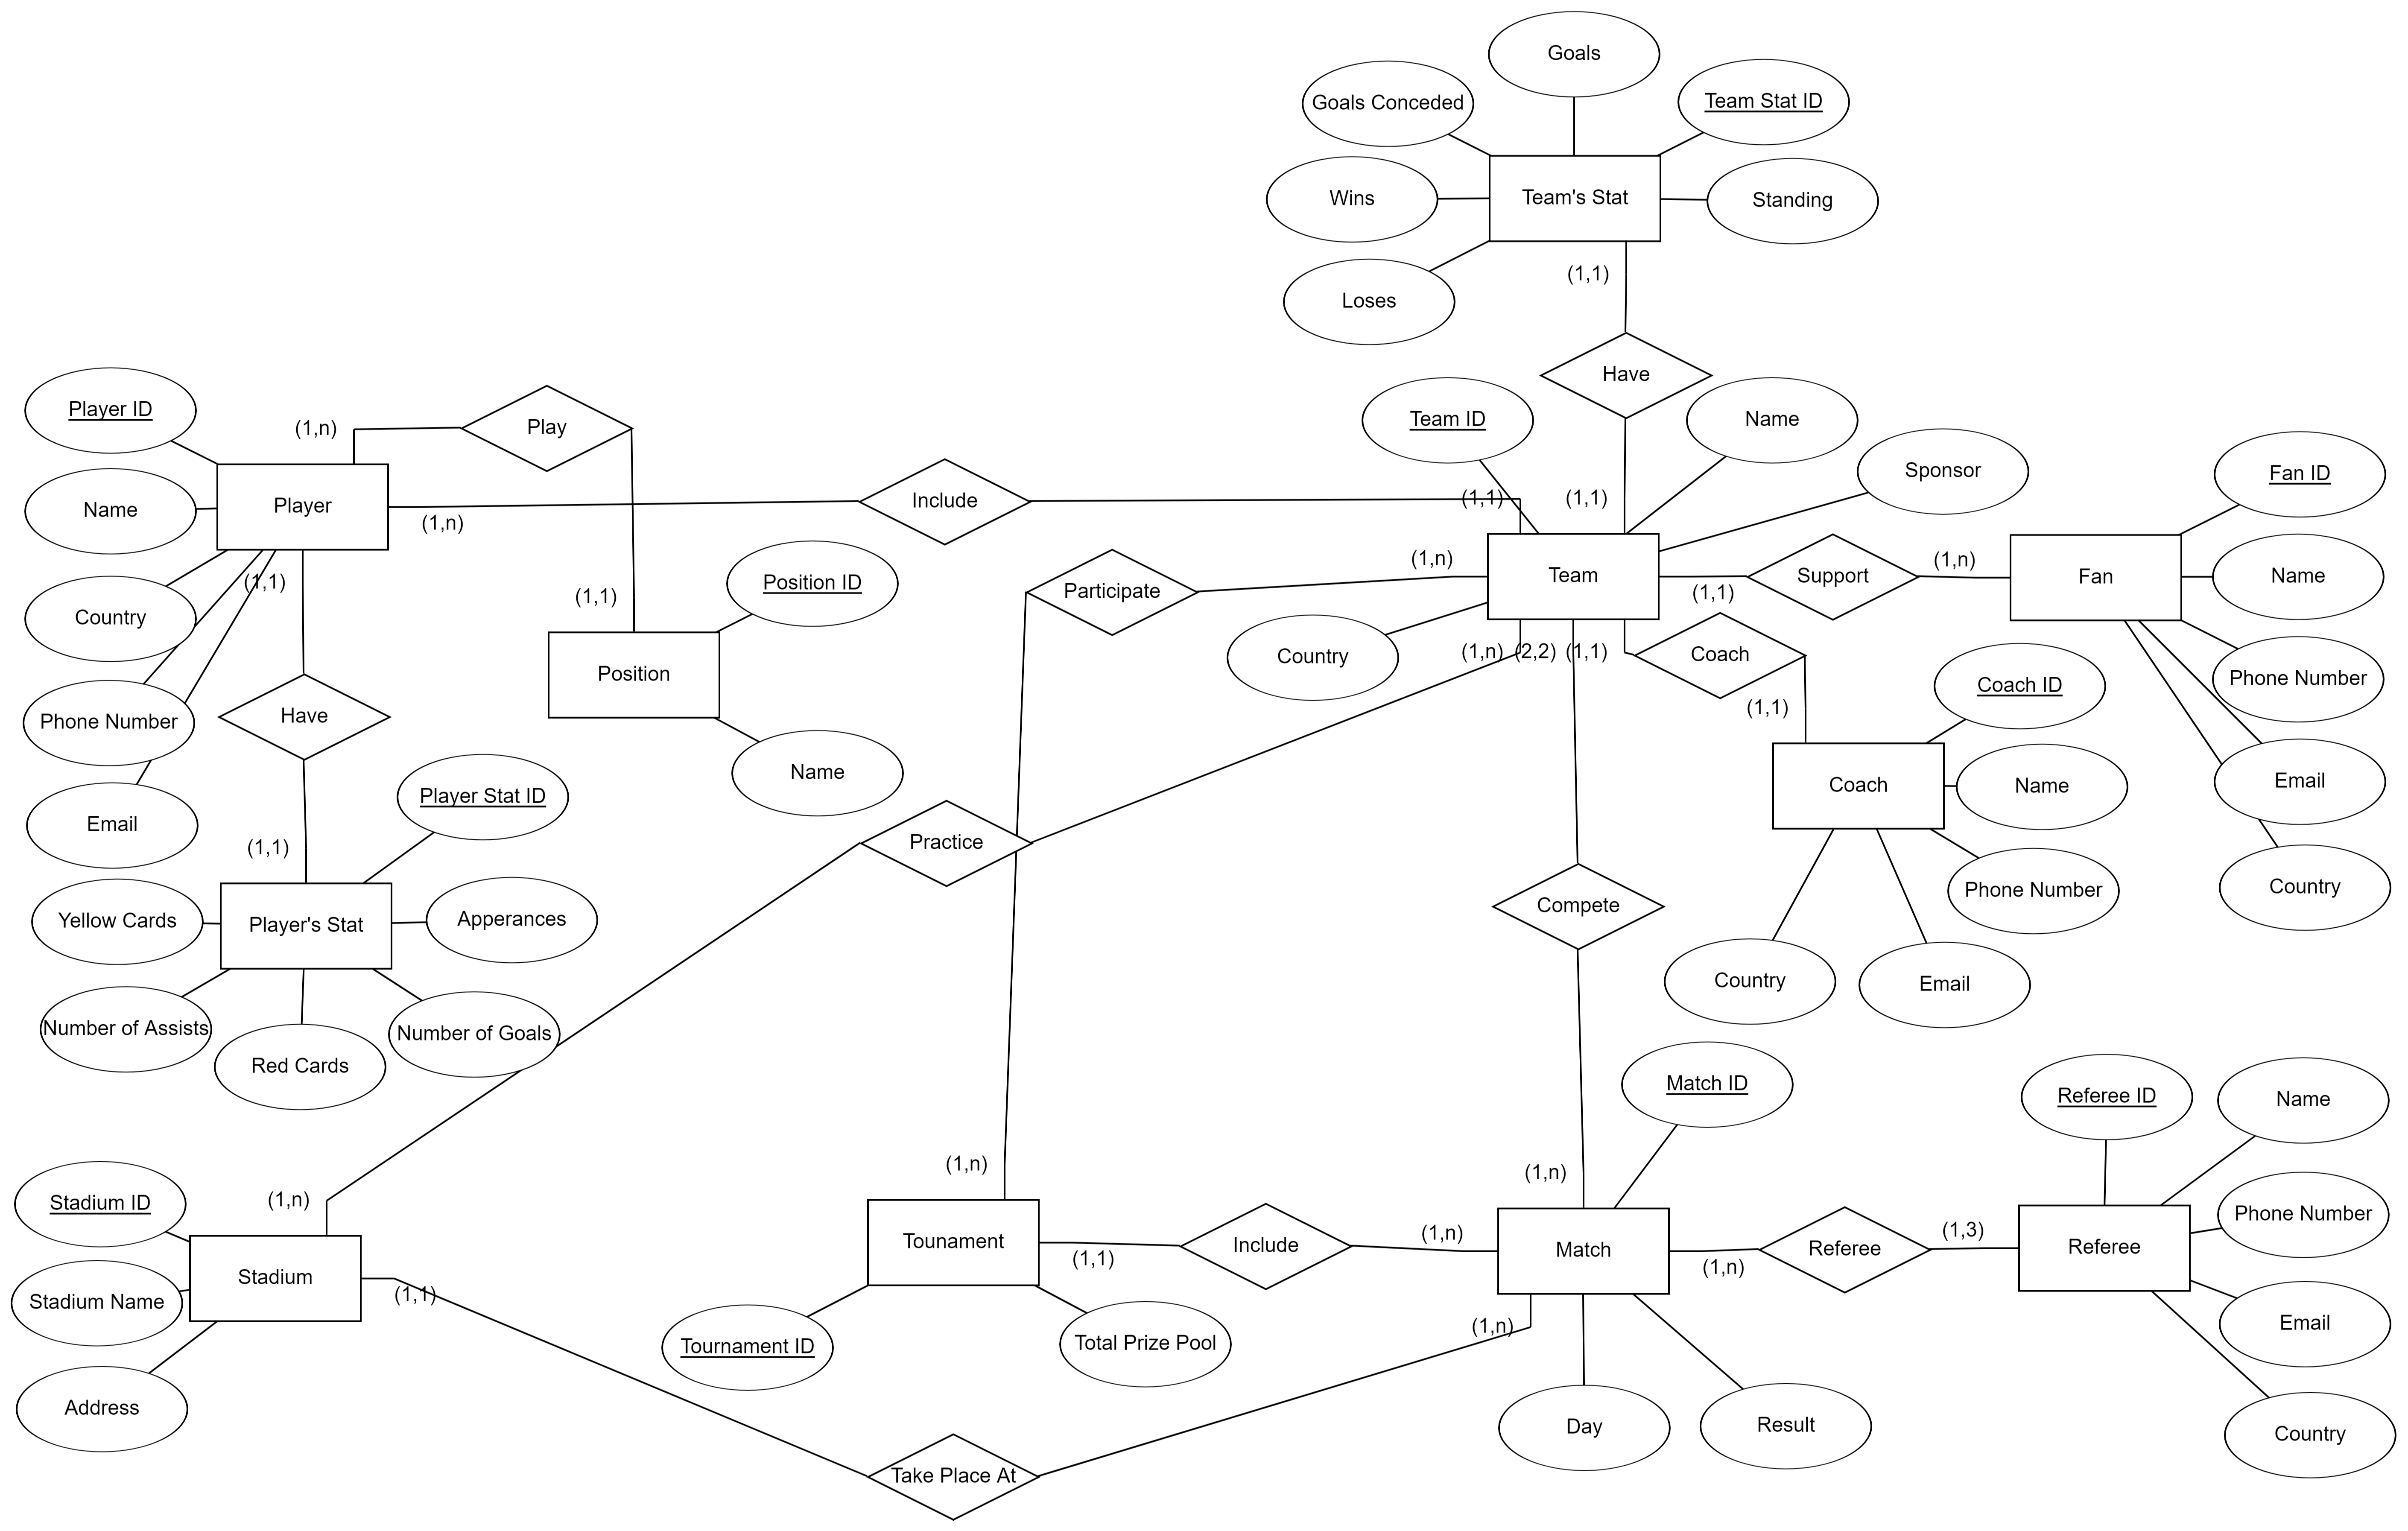 Goals
Goals Conceded
Team Stat ID
Wins
Team's Stat
Standing
Loses
(1,1)
Have
Player ID
(1,n)
Play
Team ID
Name
Sponsor
Fan ID
Name
Player
(1,n)
Include
(1,1)
(1,1)
Country
(1,1)
(1,1)
Position ID
Participate
(1,n)
Team
Support
(1,n)
Fan
Name
(1,1)
Position
Country
(1,n)
(2,2)
(1,1)
Coach
(1,1)
Coach ID
Phone Number
Phone Number
Have
Name
Player Stat ID
Email
(1,1)
Practice
Coach
Name
Email
Phone Number
Country
Yellow Cards
Player's Stat
Apperances
Compete
Number of Assists
Red Cards
Number of Goals
Country
Email
Match ID
Referee ID
Name
Stadium ID
(1,n)
(1,n)
(1,n)
Phone Number
Stadium Name
Stadium
(1,1)
Tounament
(1,1)
Include
(1,n)
Match
(1,n)
Referee
(1,3)
Referee
Email
Address
Tournament ID
Total Prize Pool
(1,n)
Day
Result
Country
Take Place At